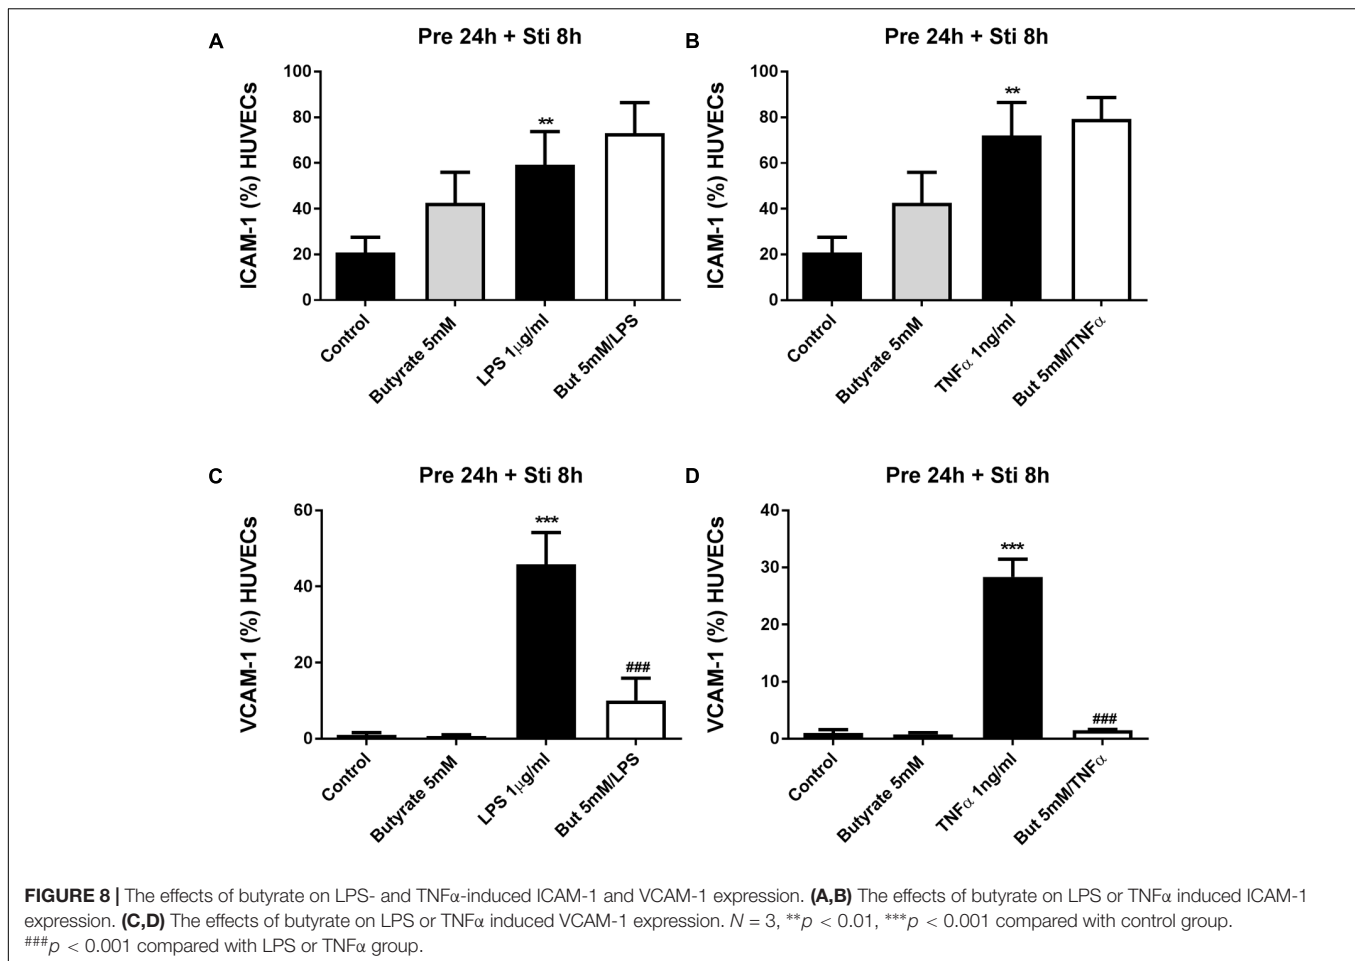 A
Pre 24h + Sti 8h
ICAM-1 (%) HUVECs
100
80
60
40
20
0
**
Control
Butyrate 5mM
LPS 1μg/ml
But 5mM/LPS
B
Pre 24h + Sti 8h
ICAM-1 (%) HUVECs
100
80
60
40
20
0
**
Control
Butyrate 5mM
TNFα 1ng/ml
But 5mM/TNFα
C
Pre 24h + Sti 8h
VCAM-1 (%) HUVECs
60
40
20
0
***
###
Control
Butyrate 5mM
LPS 1μg/ml
But 5mM/LPS
D
Pre 24h + Sti 8h
VCAM-1 (%) HUVECs
40
30
20
10
0
***
###
Control
Butyrate 5mM
TNFα 1ng/ml
But 5mM/TNFα
FIGURE 8 | The effects of butyrate on LPS- and TNFα-induced ICAM-1 and VCAM-1 expression. (A,B) The effects of butyrate on LPS or TNFα induced ICAM-1
expression. (C,D) The effects of butyrate on LPS or TNFα induced VCAM-1 expression. N = 3, **p < 0.01, ***p < 0.001 compared with control group.
###p < 0.001 compared with LPS or TNFα group.